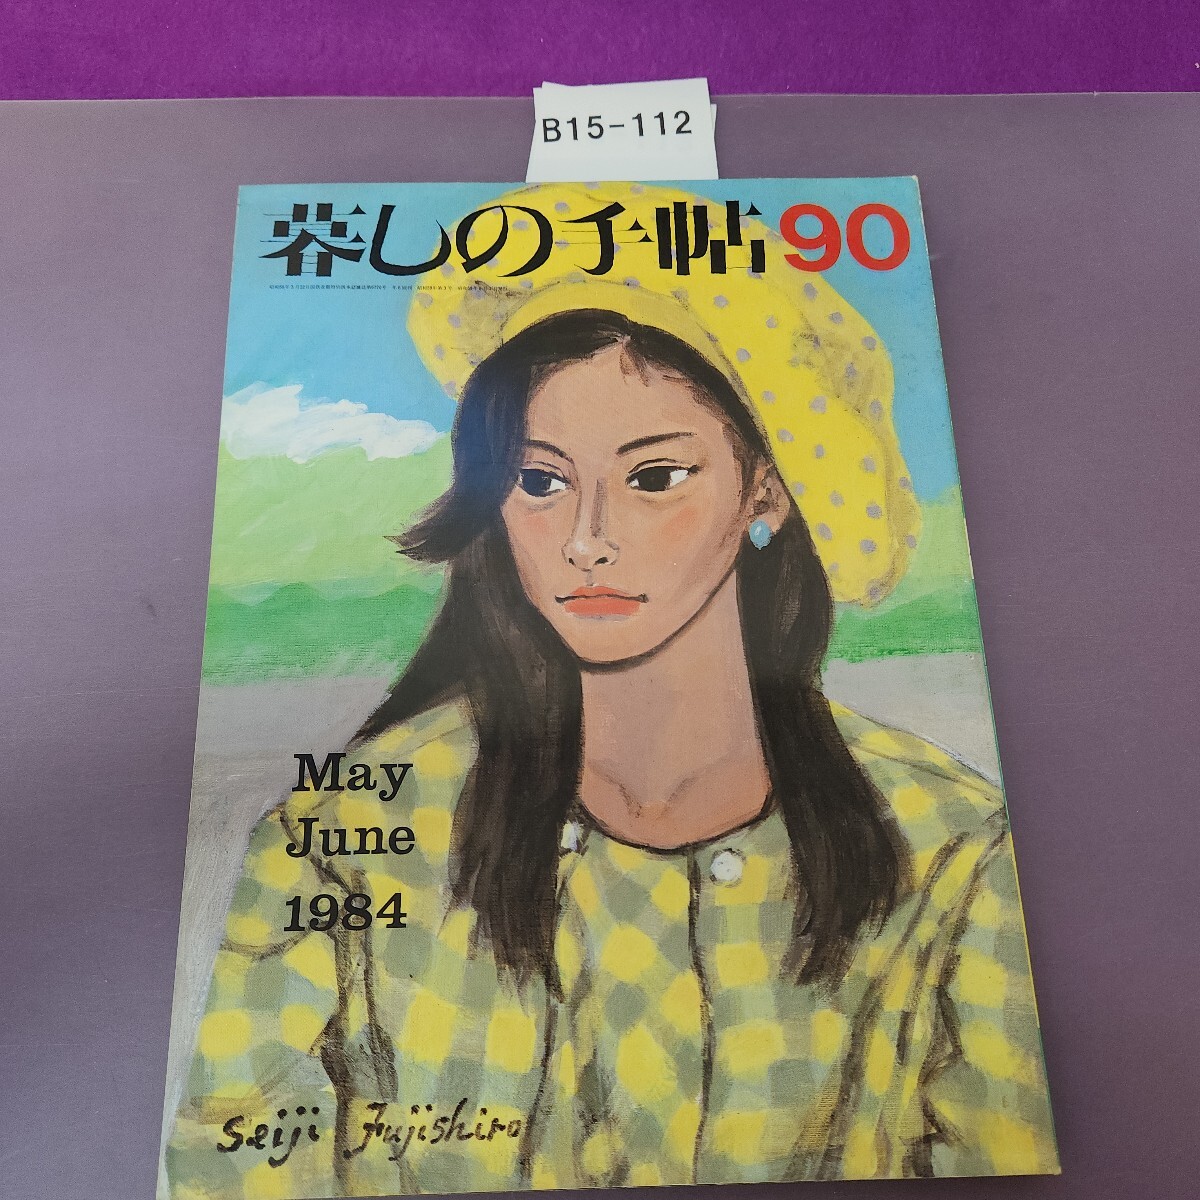 B15-112
暮しの手帖90
May
June
1984
Seiji Fujishiro